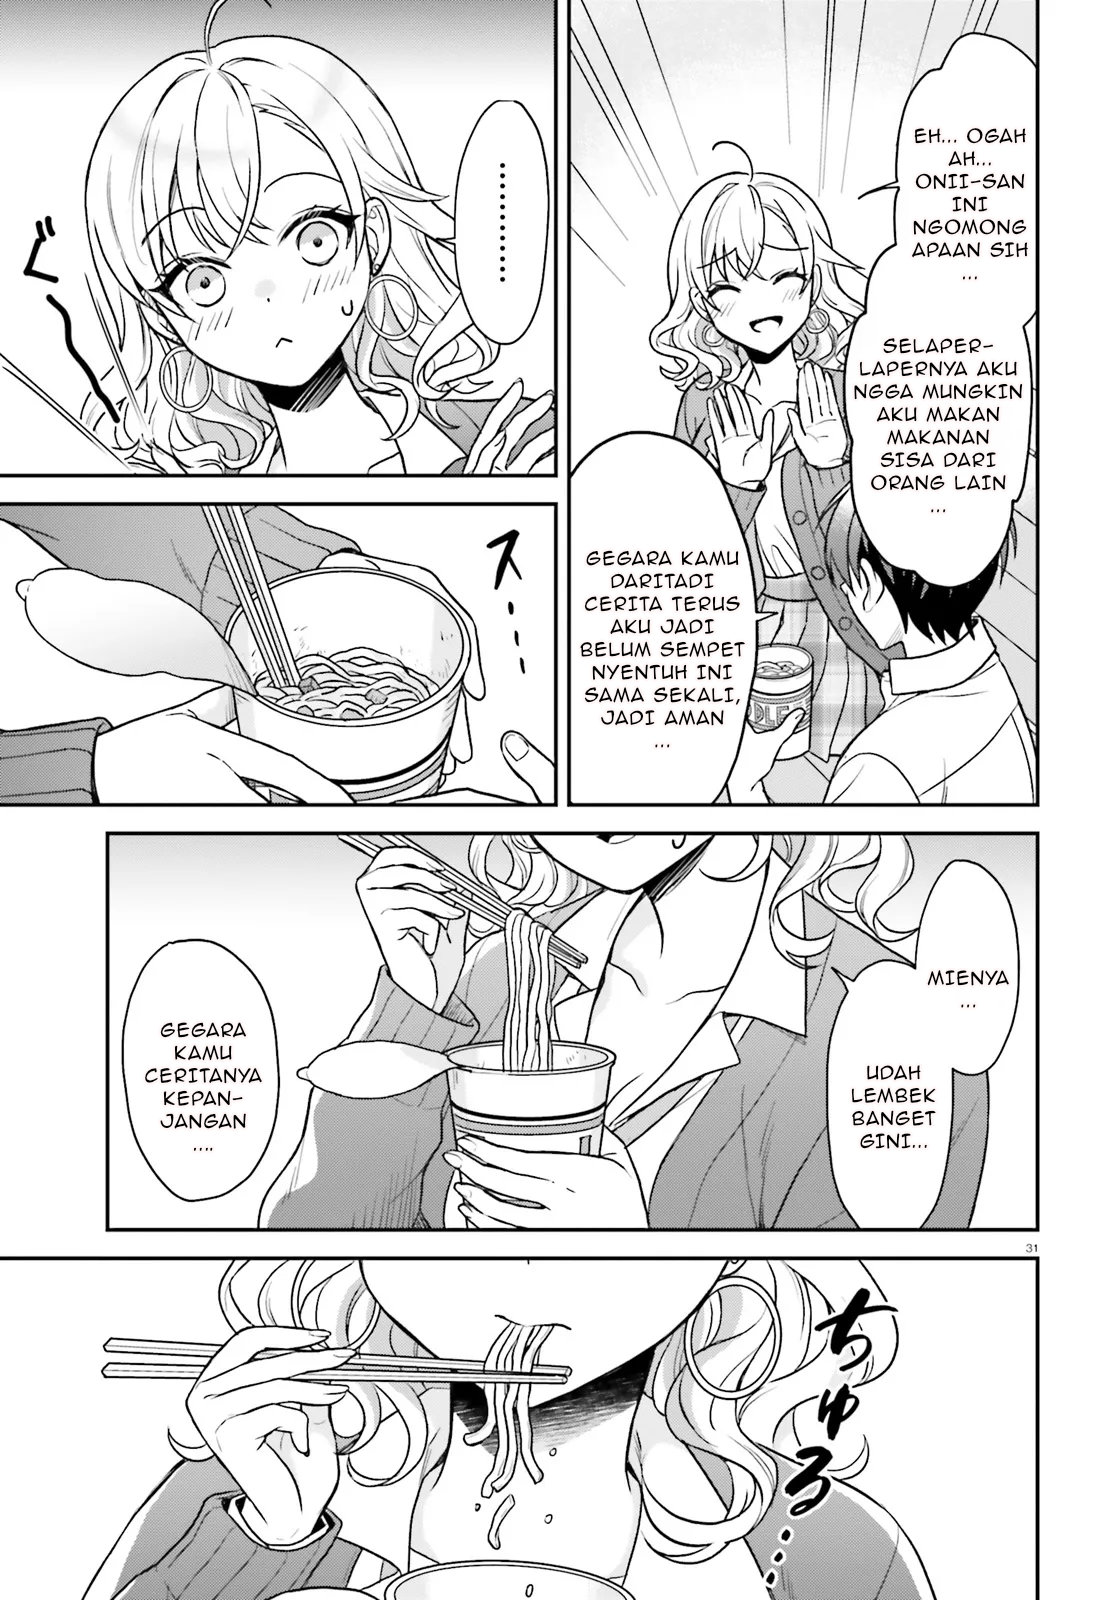 EH... OGAH
AH...
ONII-SAN
INI
NGOMONG
APAAN SIH
...
SELAPER-
LAPERNYA AKU
NGGA MUNGKIN
AKU MAKAN
MAKANAN
SISA DARI
ORANG LAIN
...
GEGARA KAMU
DARITADI
CERITA TERUS
AKU JADI
BELUM SEMPET
NYENTUH INI
SAMA SEKALI,
JADI AMAN
...
DLE
.........
ぐ〜
ス...
MIENYA
...
UDAH
LEMBEK
BANGET
GINI...
GEGARA
KAMU
CERITANYA
KEPAN-
JANGAN
....
31
ちゅる...